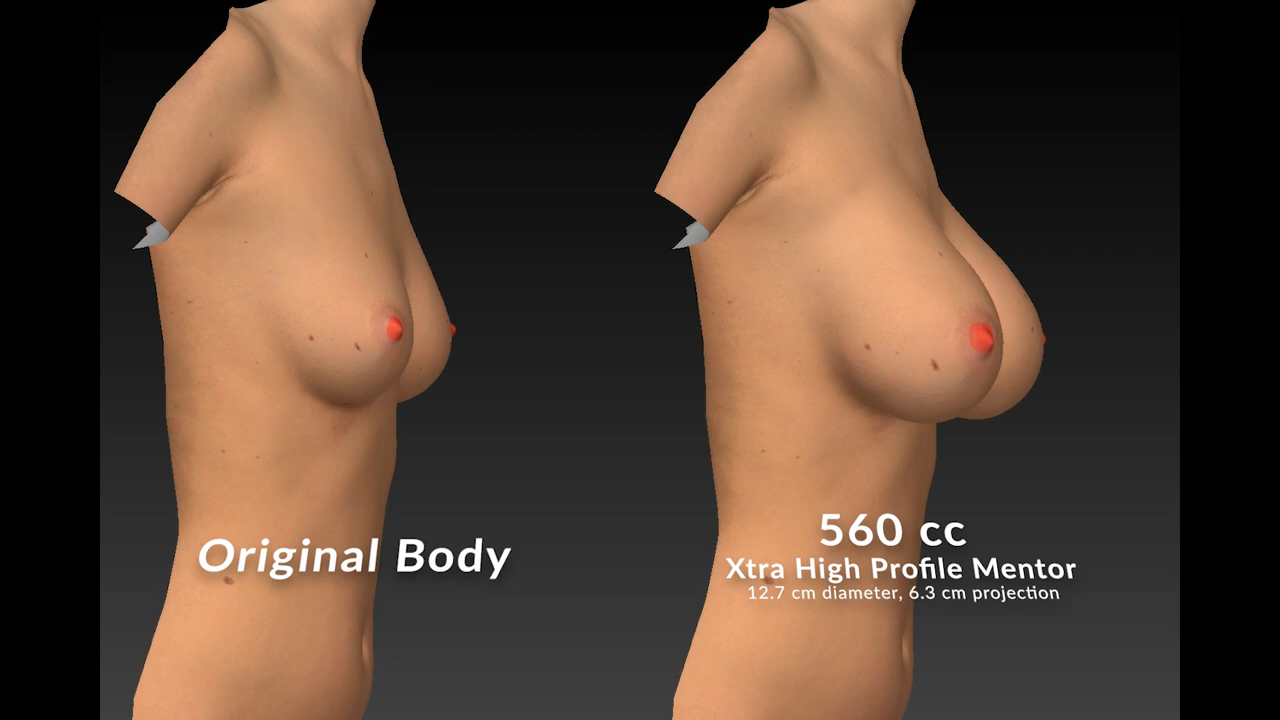 Original Body
560 cc
Xtra High Profile Mentor
12.7 cm diameter, 6.3 cm projection